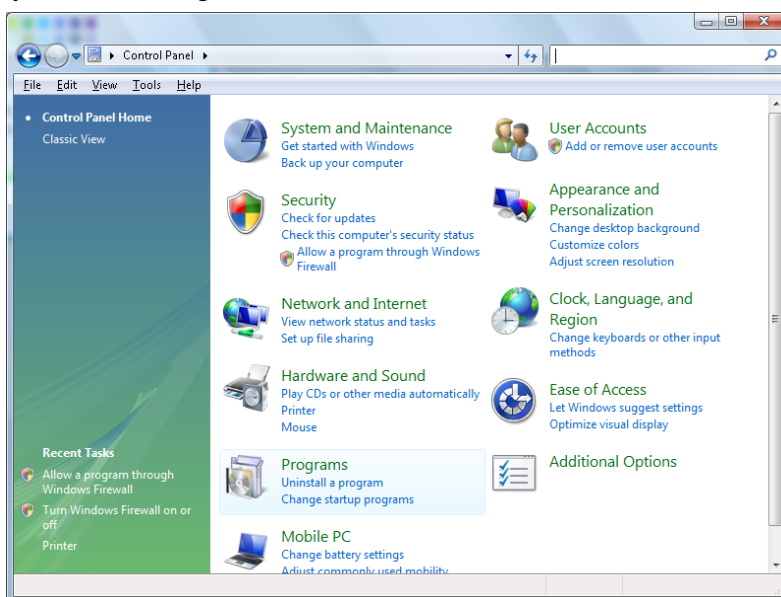 Control Panel
File Edit View Tools Help
Control Panel Home
Classic View
System and Maintenance
Get started with Windows
Back up your computer
Security
Check for updates
Check this computer's security status
Allow a program through Windows
Firewall
Network and Internet
View network status and tasks
Set up file sharing
Hardware and Sound
Play CDs or other media automatically
Printer
Mouse
Programs
Uninstall a program
Change startup programs
Mobile PC
Change battery settings
Adjust commonly used mobility
User Accounts
Add or remove user accounts
Appearance and
Personalization
Change desktop background
Customize colors
Adjust screen resolution
Clock, Language, and
Region
Change keyboards or other input
methods
Ease of Access
Let Windows suggest settings
Optimize visual display
Additional Options
Recent Tasks
Allow a program through
Windows Firewall
Turn Windows Firewall on or
off
Printer